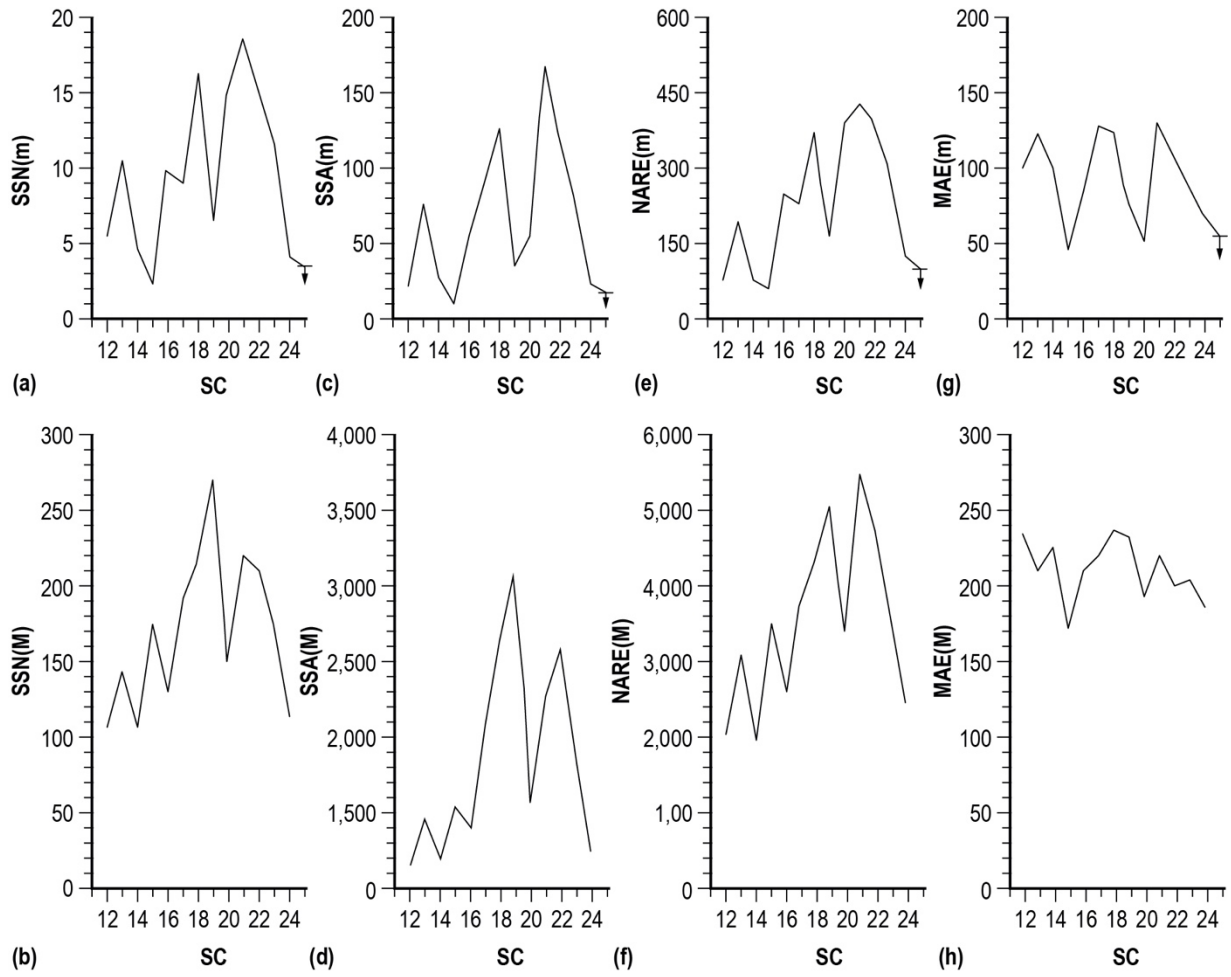 SSN(m)
20
15
10
5
0
12 14 16 18 20 22 24
(a)
SC
SSA(m)
200
150
100
50
0
12 14 16 18 20 22 24
(c)
SC
NARE(m)
600
450
300
150
0
12 14 16 18 20 22 24
(e)
SC
MAE(m)
200
150
100
50
0
12 14 16 18 20 22 24
(g)
SC
SSN(M)
300
250
200
150
100
50
0
12 14 16 18 20 22 24
(b)
SC
SSA(M)
4,000
3,500
3,000
2,500
2,000
1,500
0
12 14 16 18 20 22 24
(d)
SC
NARE(M)
6,000
5,000
4,000
3,000
2,000
1,00
0
12 14 16 18 20 22 24
(f)
SC
MAE(M)
300
250
200
150
100
50
0
12 14 16 18 20 22 24
(h)
SC